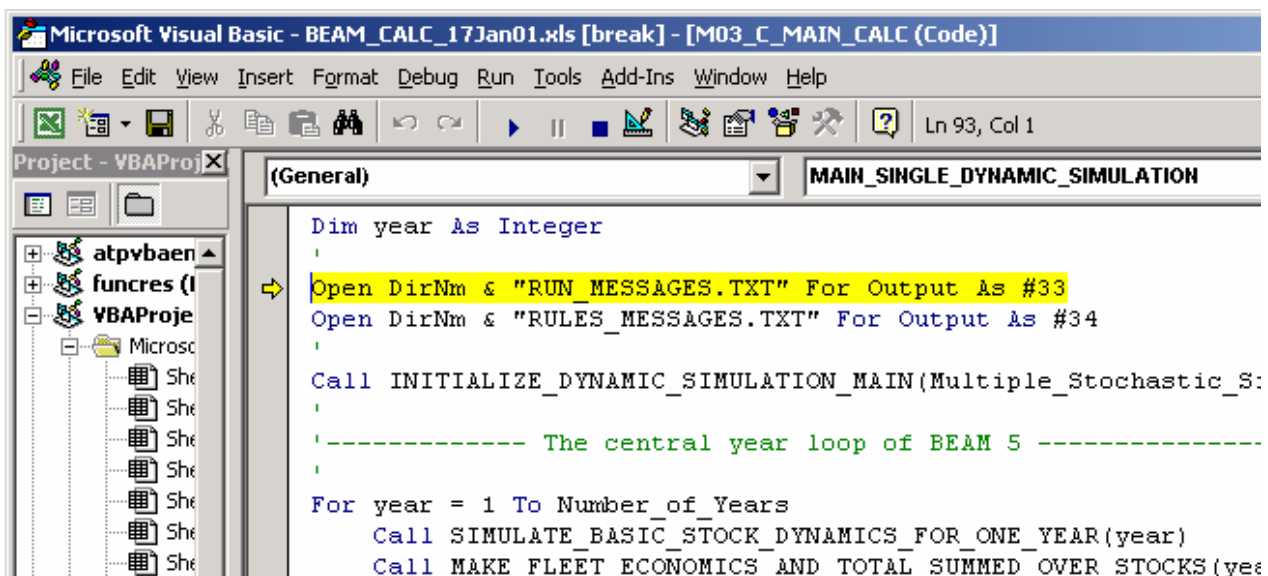 Microsoft Visual Basic - BEAM_CALC_17Jan01.xls [break] - [M03_C_MAIN_CALC (Code)]
File Edit View Insert Format Debug Run Tools Add-Ins Window Help
Ln 93, Col 1
Project - VBAProj
(General)
MAIN_SINGLE_DYNAMIC_SIMULATION
atpvbaen
funcres (I
VBAProje
Microsc
She
She
She
She
She
She
She
Dim year As Integer
'
Open DirNm & "RUN_MESSAGES.TXT" For Output As #33
Open DirNm & "RULES_MESSAGES.TXT" For Output As #34
'
Call INITIALIZE_DYNAMIC_SIMULATION_MAIN(Multiple_Stochastic_Si
'
'------------- The central year loop of BEAM 5 ---------------
'
For year = 1 To Number_of_Years
Call SIMULATE_BASIC_STOCK_DYNAMICS_FOR_ONE_YEAR(year)
Call MAKE_FLEET_ECONOMICS_AND_TOTAL_SUMMED_OVER_STOCKS(yea